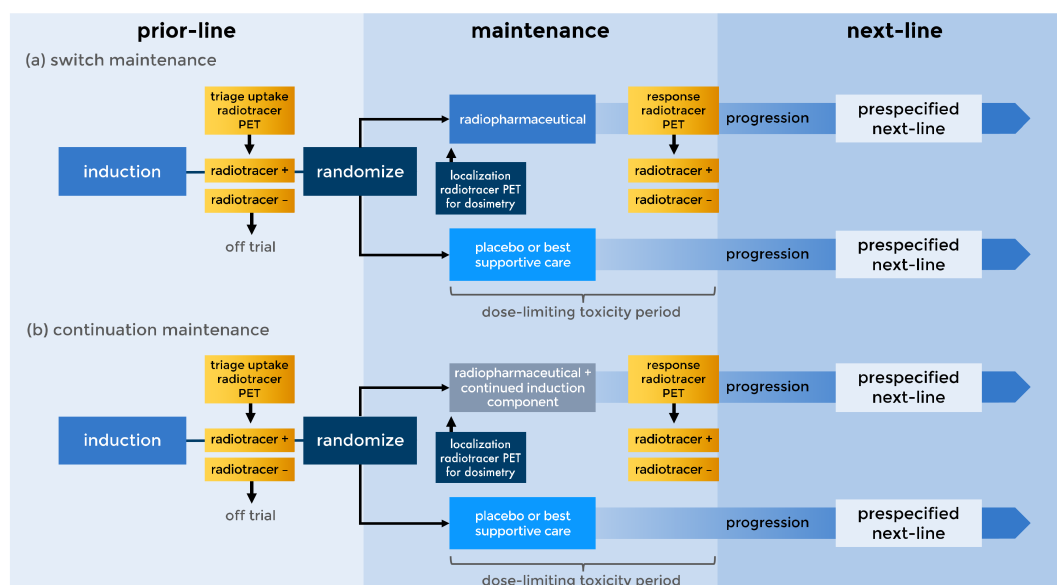 prior-line
maintenance
next-line
(a) switch maintenance
triage uptake
radiotracer
PET
induction
radiotracer +
radiotracer –
off trial
randomize
radiopharmaceutical
localization
radiotracer PET
for dosimetry
response
radiotracer
PET
radiotracer +
radiotracer –
progression
prespecified
next-line
placebo or best
supportive care
progression
prespecified
next-line
dose-limiting toxicity period
(b) continuation maintenance
triage uptake
radiotracer
PET
induction
radiotracer +
radiotracer –
off trial
randomize
radiopharmaceutical +
continued induction
component
localization
radiotracer PET
for dosimetry
response
radiotracer
PET
radiotracer +
radiotracer –
progression
prespecified
next-line
placebo or best
supportive care
progression
prespecified
next-line
dose-limiting toxicity period